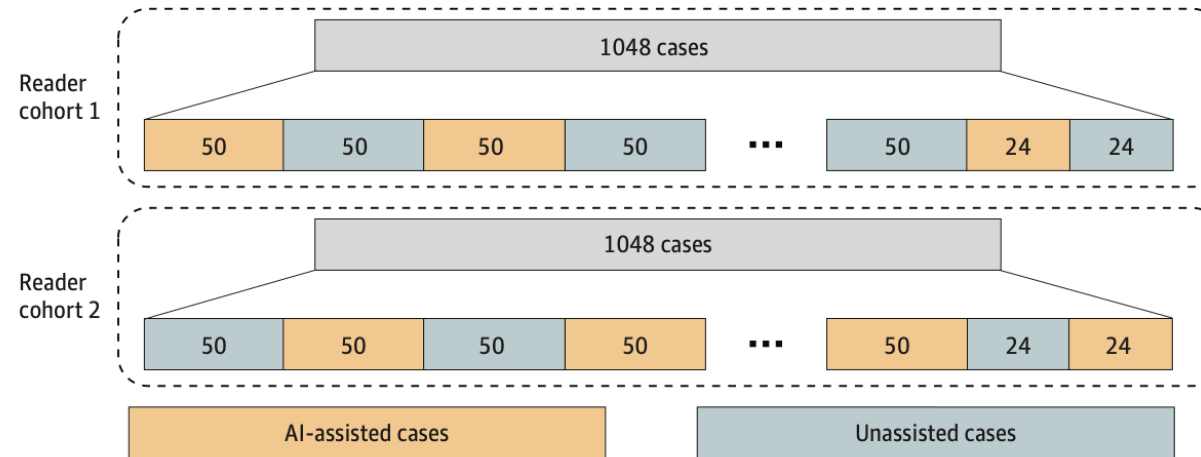 1048 cases
Reader
cohort 1
50 50 50 50 ... 50 24 24
1048 cases
Reader
cohort 2
50 50 50 50 ... 50 24 24
AI-assisted cases Unassisted cases